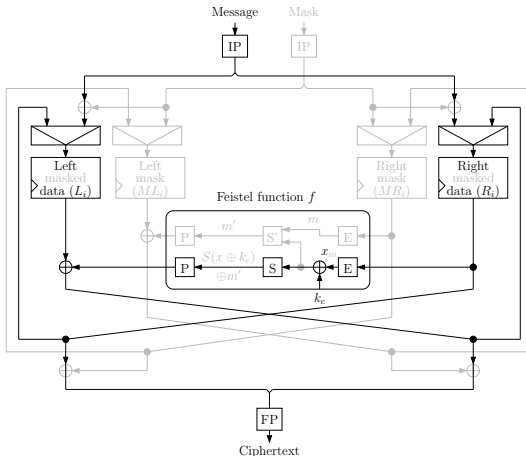 Message Mask
IP IP
Left Left Right Right
masked mask mask masked
data (L_i) (ML_i) (MR_i) data (R_i)
Feistel function f
m′ m
P S' E
S(x ⊕ k_c) x_m
P S E
⊕m′
k_c
FP
Ciphertext